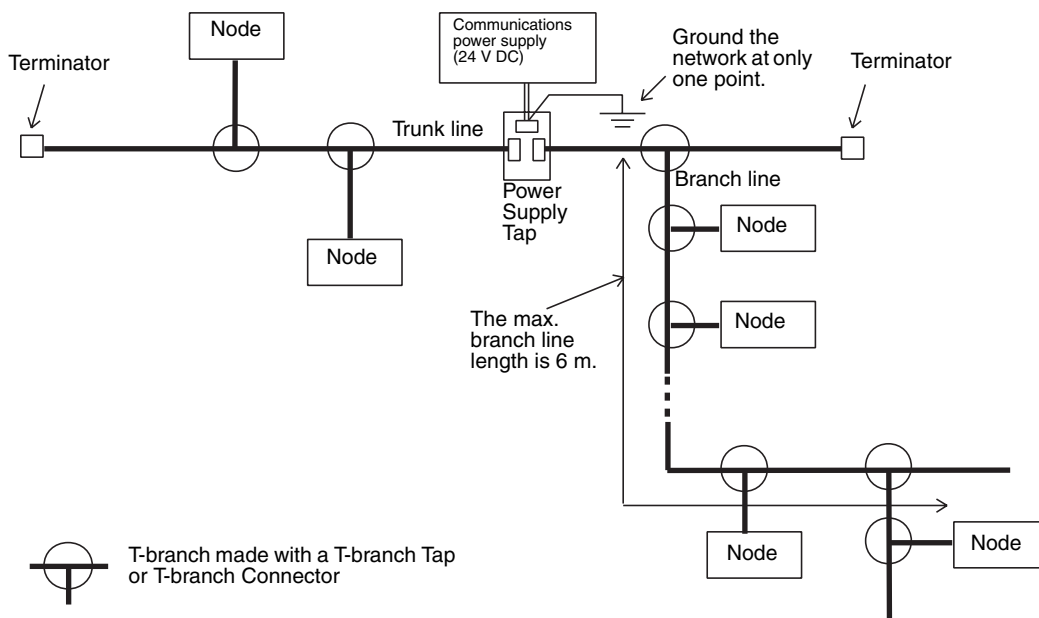 Node
Communications
power supply
(24 V DC)
Ground the
network at only
one point.
Terminator
Terminator
Trunk line
Branch line
Power
Supply
Tap
Node
Node
Node
The max.
branch line
length is 6 m.
Node
Node
T-branch made with a T-branch Tap
or T-branch Connector